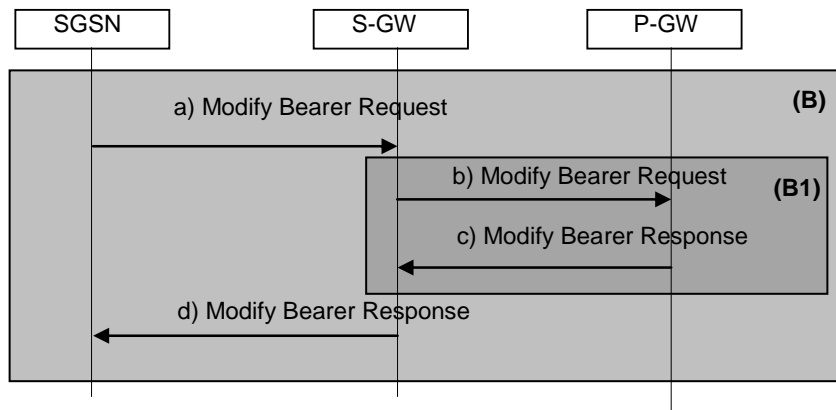 SGSN
S-GW
P-GW
(B)
a) Modify Bearer Request
b) Modify Bearer Request
(B1)
c) Modify Bearer Response
d) Modify Bearer Response